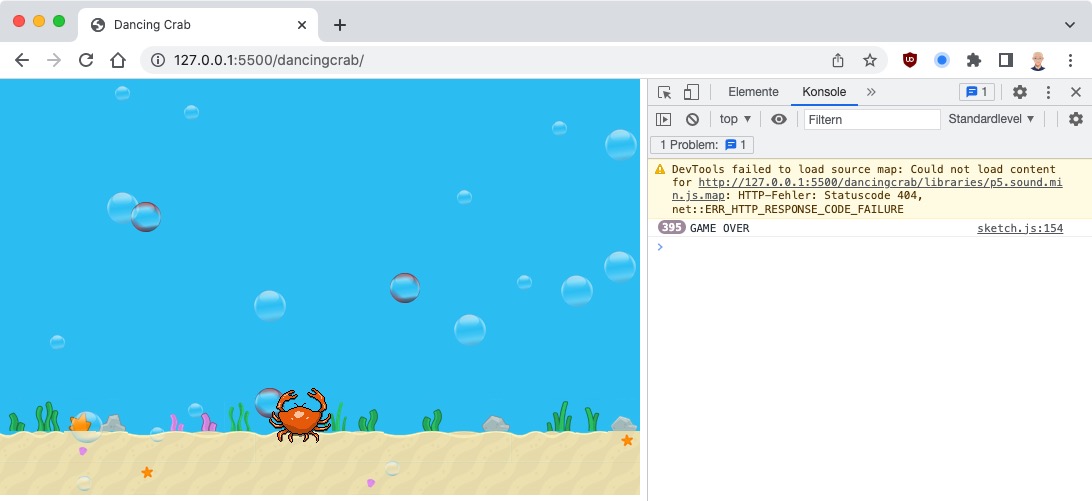 Dancing Crab
127.0.0.1:5500/dancingcrab/
Elemente Konsole 1
top Filtern Standardlevel
1 Problem: 1
DevTools failed to load source map: Could not load content
for http://127.0.0.1:5500/dancingcrab/libraries/p5.sound.mi
n.js.map: HTTP-Fehler: Statuscode 404,
net::ERR_HTTP_RESPONSE_CODE_FAILURE
395 GAME OVER sketch.js:154